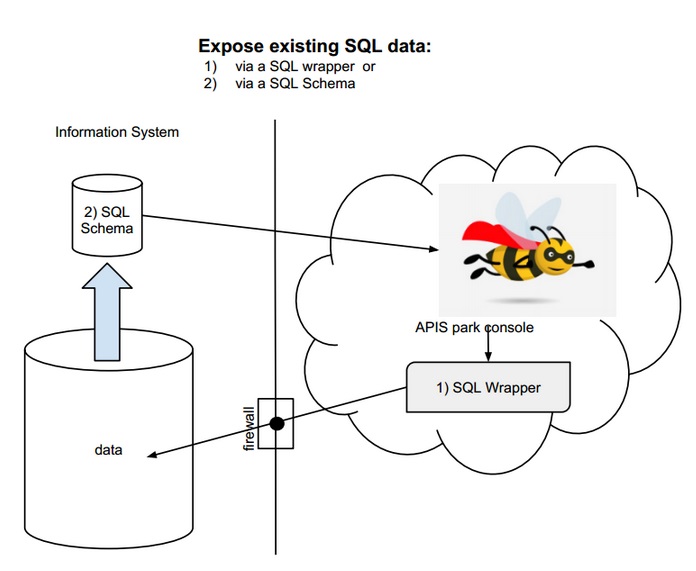 Expose existing SQL data:
1) via a SQL wrapper or
2) via a SQL Schema
Information System
2) SQL
Schema
APIS park console
1) SQL Wrapper
firewall
data